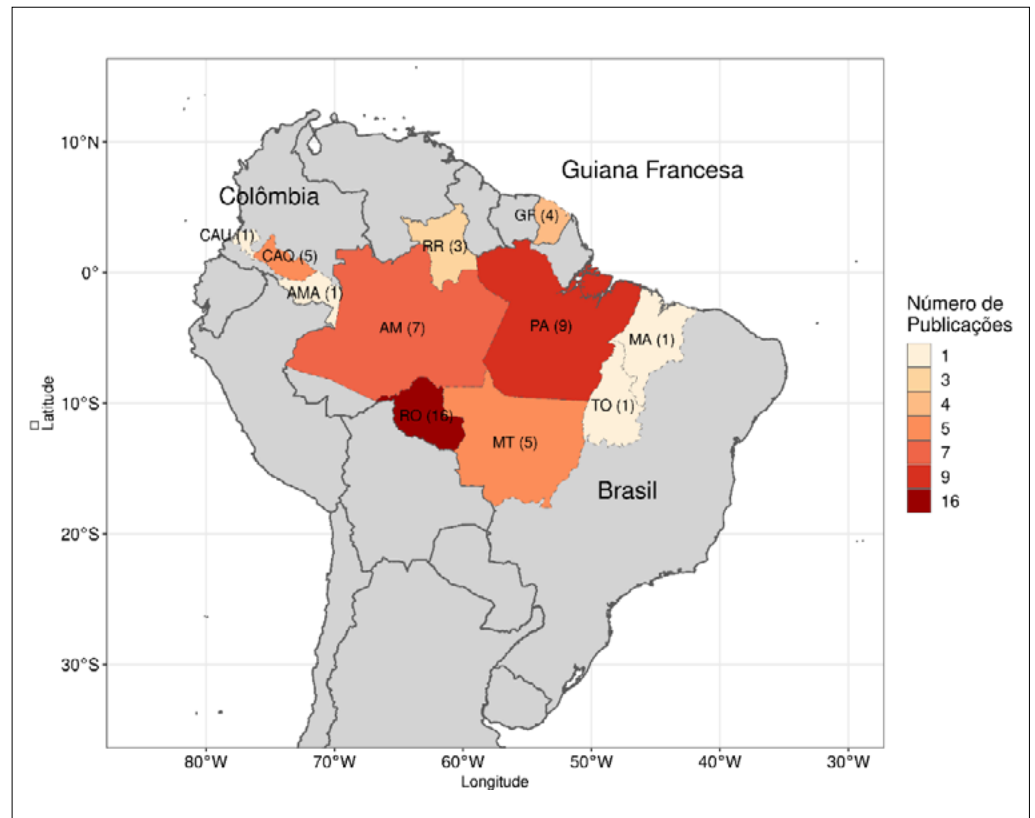 10°N
0°
10°S
20°S
30°S
□Latitude
80°W
70°W
60°W
50°W
40°W
30°W
Longitude
Guiana Francesa
Colômbia
Brasil
CAU (1)
CAQ (5)
AMA (1)
RR (3)
GF (4)
AM (7)
PA (9)
MA (1)
TO (1)
RO (16)
MT (5)
Número de
Publicações
1
3
4
5
7
9
16